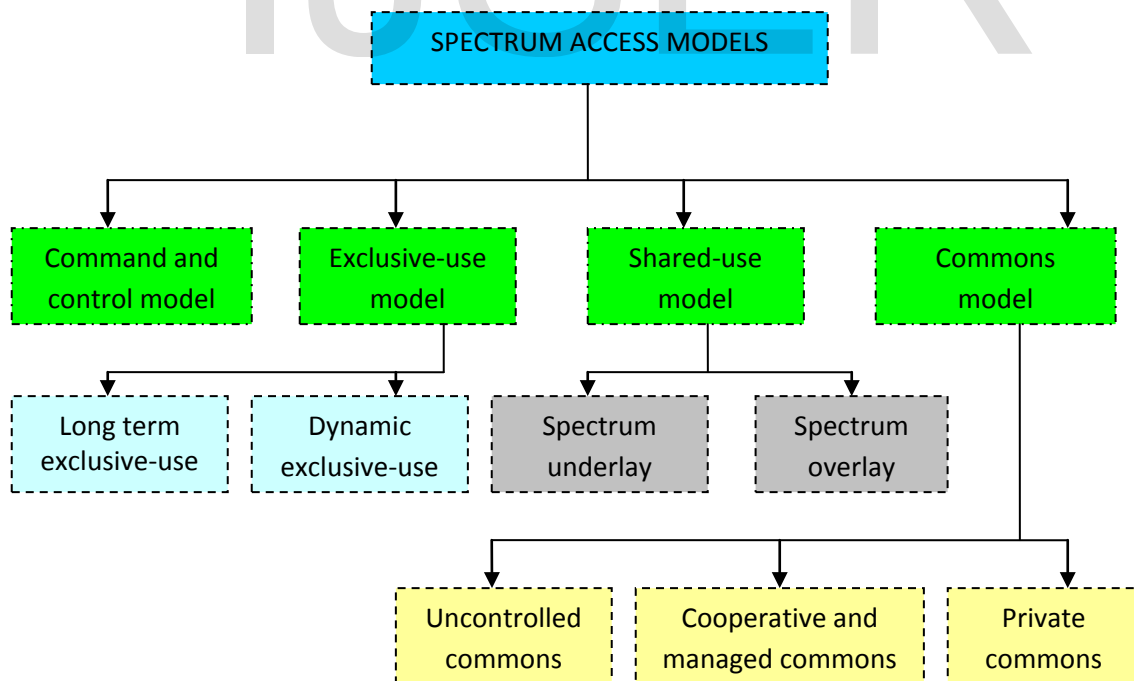 SPECTRUM ACCESS MODELS
Command and
control model
Exclusive-use
model
Shared-use
model
Commons
model
Long term
exclusive-use
Dynamic
exclusive-use
Spectrum
underlay
Spectrum
overlay
Uncontrolled
commons
Cooperative and
managed commons
Private
commons